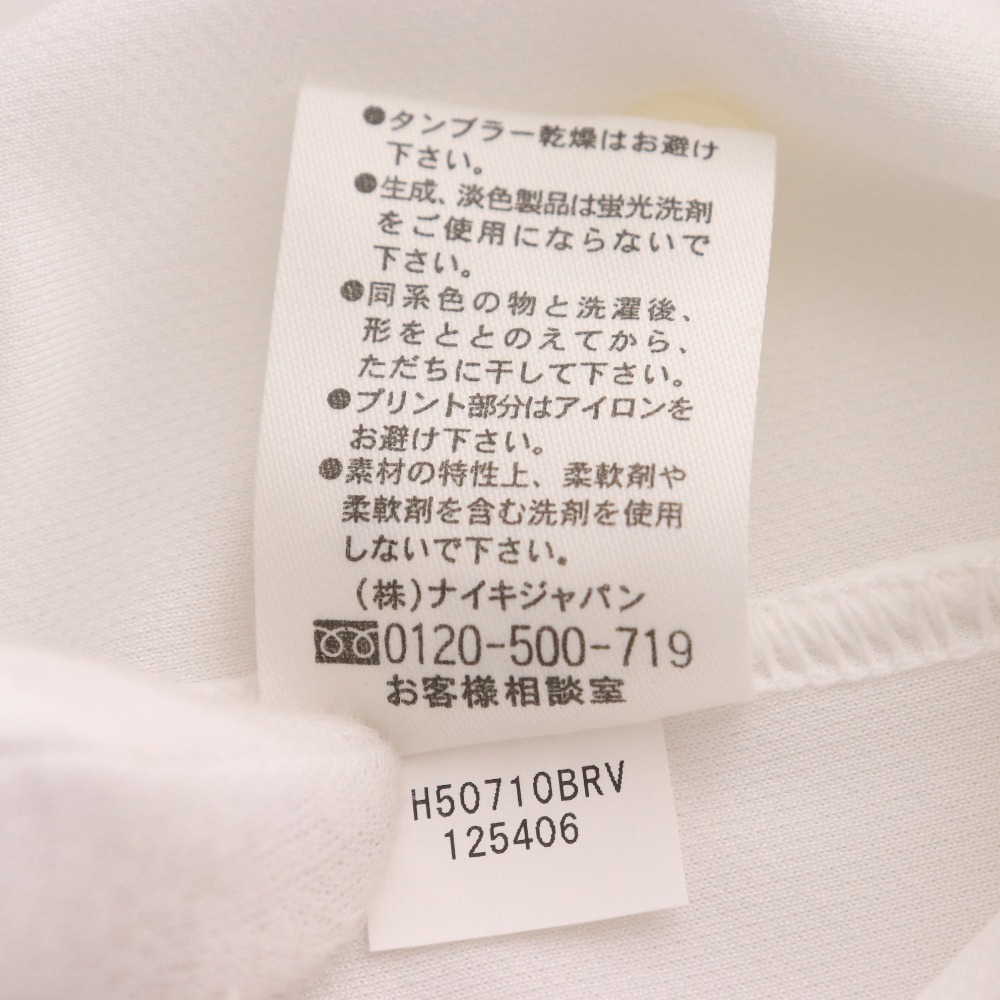 ●タンブラー乾燥はお避け
下さい。
●生成、淡色製品は蛍光洗剤
をご使用にならないで
下さい。
●同系色の物と洗濯後、
形をととのえてから、
ただちに干して下さい。
●プリント部分はアイロンを
お避け下さい。
●素材の特性上、柔軟剤や
柔軟剤を含む洗剤を使用
しないで下さい。
(株)ナイキジャパン
0120-500-719
お客様相談室
H50710BRV
125406